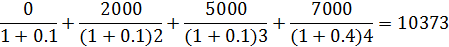 0/(1 + 0.1) + 2000/(1 + 0.1)2 + 5000/(1 + 0.1)3 + 7000/(1 + 0.4)4 = 10373